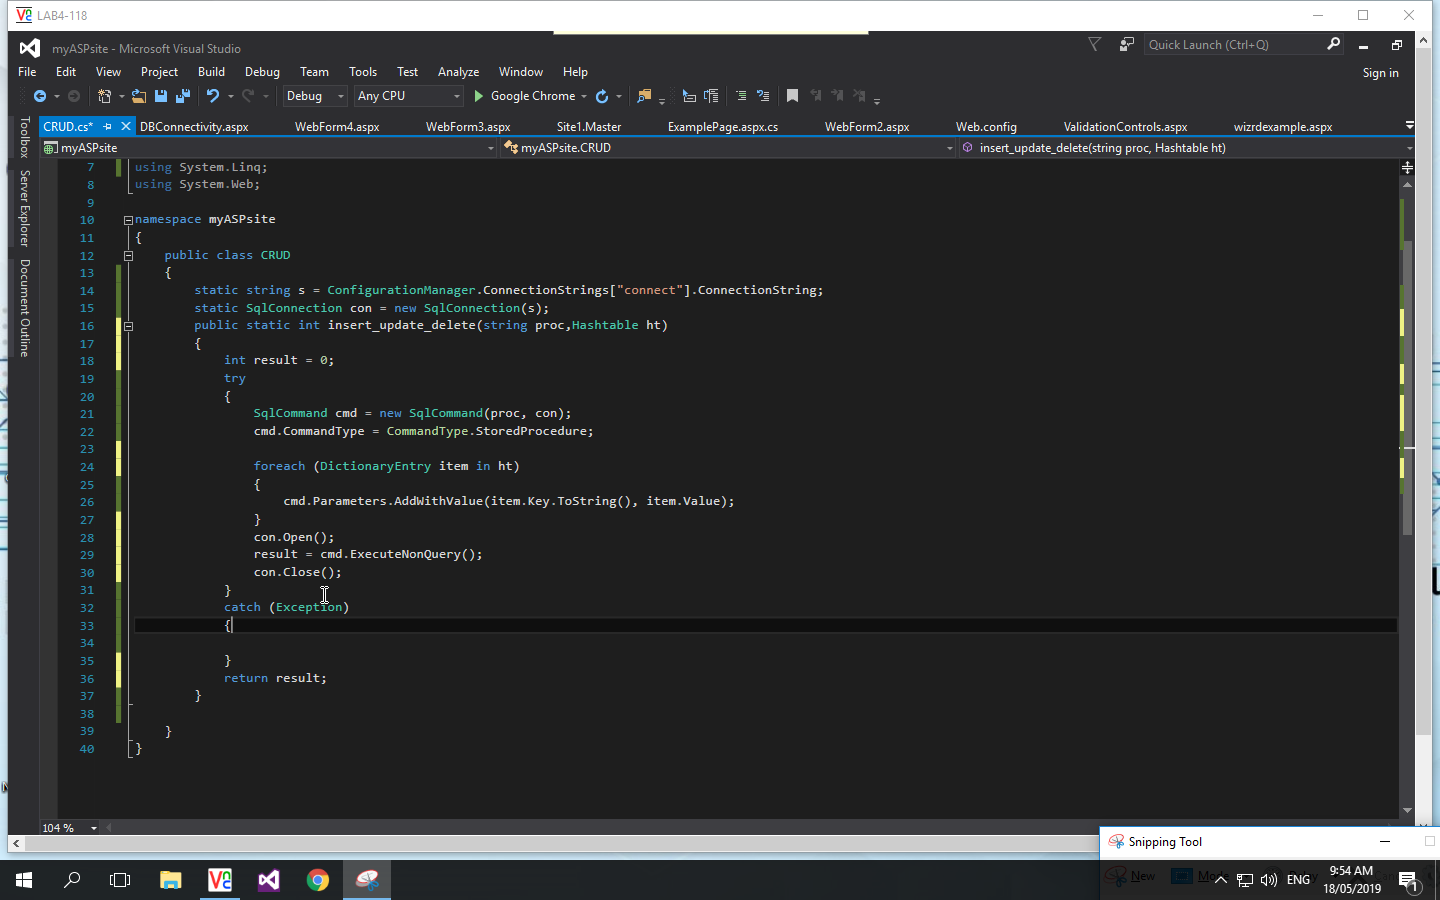 LAB4-118
myASPsite - Microsoft Visual Studio
Quick Launch (Ctrl+Q)
File Edit View Project Build Debug Team Tools Test Analyze Window Help
Sign in
Debug Any CPU Google Chrome
CRUD.cs* DBConnectivity.aspx WebForm4.aspx WebForm3.aspx Site1.Master ExamplePage.aspx.cs WebForm2.aspx Web.config ValidationControls.aspx wizrdexample.aspx
myASPsite myASPsite.CRUD insert_update_delete(string proc, Hashtable ht)
Toolbox
Server Explorer
Document Outline
7 using System.Linq;
8 using System.Web;
9
10 namespace myASPsite
11 {
12 public class CRUD
13 {
14 static string s = ConfigurationManager.ConnectionStrings["connect"].ConnectionString;
15 static SqlConnection con = new SqlConnection(s);
16 public static int insert_update_delete(string proc,Hashtable ht)
17 {
18 int result = 0;
19 try
20 {
21 SqlCommand cmd = new SqlCommand(proc, con);
22 cmd.CommandType = CommandType.StoredProcedure;
23
24 foreach (DictionaryEntry item in ht)
25 {
26 cmd.Parameters.AddWithValue(item.Key.ToString(), item.Value);
27 }
28 con.Open();
29 result = cmd.ExecuteNonQuery();
30 con.Close();
31 }
32 catch (Exception)
33 {
34
35 }
36 return result;
37 }
38
39 }
40 }
104 %
Snipping Tool
New Mode
ENG
9:54 AM
18/05/2019
1